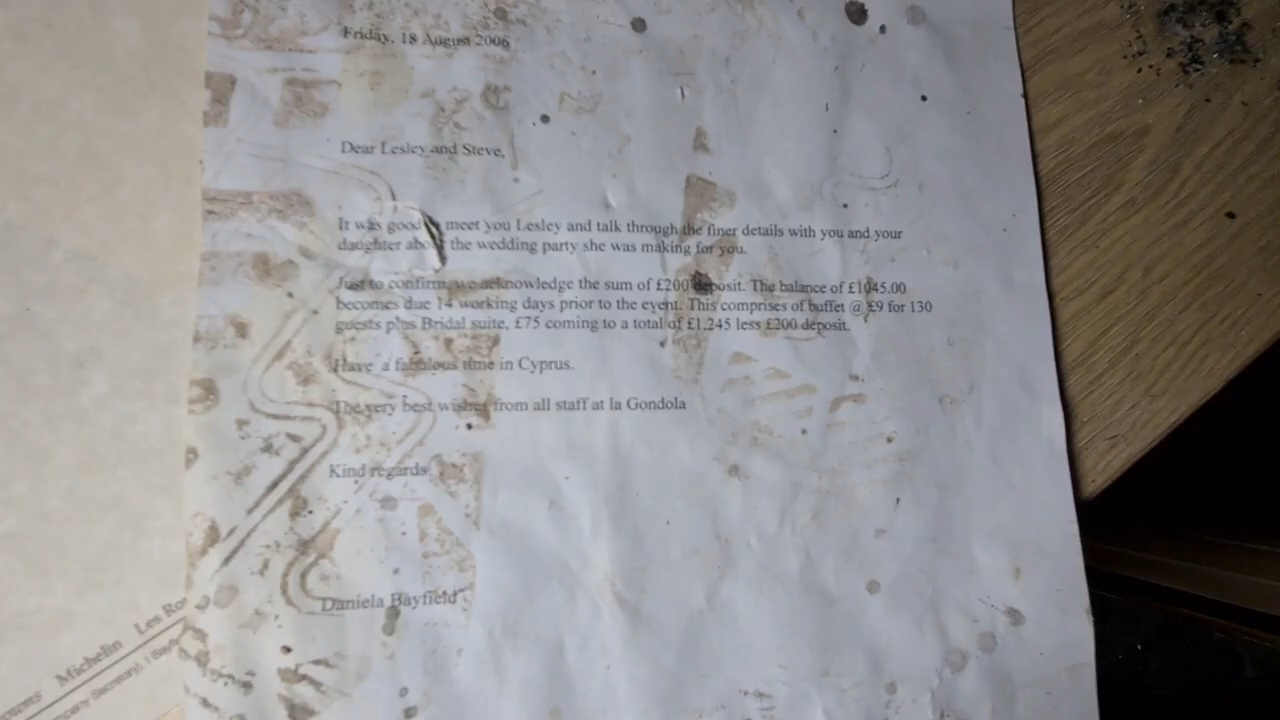 Friday, 18 August 2006
Dear Lesley and Steve,
It was good meet you Lesley and talk through the finer details with you and your
daughter about the wedding party she was making for you.
Just to confirm, we acknowledge the sum of £200 deposit. The balance of £1045.00
becomes due 14 working days prior to the event. This comprises of buffet @ £9 for 130
guests plus Bridal suite, £75 coming to a total of £1,245 less £200 deposit.
Have a fabulous time in Cyprus.
The very best wishes from all staff at la Gondola
Kind regards,
Daniela Bayfield
Michelin Les
Secretary),